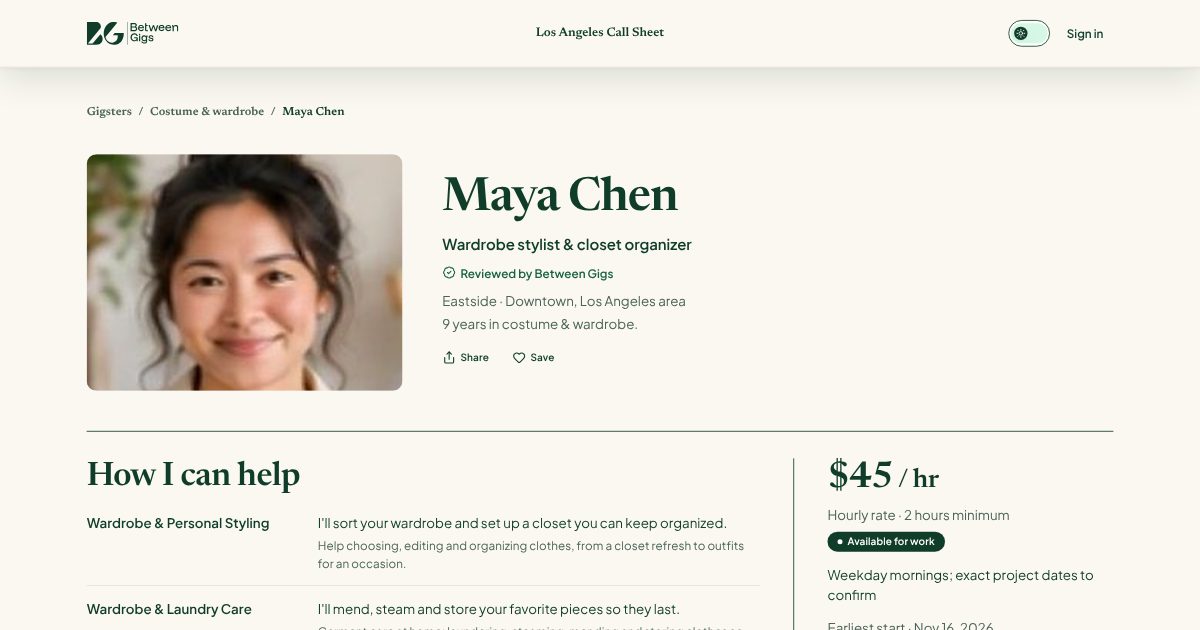 Between
Gigs
Los Angeles Call Sheet
Sign in
Gigsters / Costume & wardrobe / Maya Chen
Maya Chen
Wardrobe stylist & closet organizer
Reviewed by Between Gigs
Eastside · Downtown, Los Angeles area
9 years in costume & wardrobe.
Share Save
How I can help
Wardrobe & Personal Styling
I'll sort your wardrobe and set up a closet you can keep organized.
Help choosing, editing and organizing clothes, from a closet refresh to outfits
for an occasion.
Wardrobe & Laundry Care
I'll mend, steam and store your favorite pieces so they last.
$45 / hr
Hourly rate · 2 hours minimum
Available for work
Weekday mornings; exact project dates to
confirm
Earliest start · Nov 16, 2026